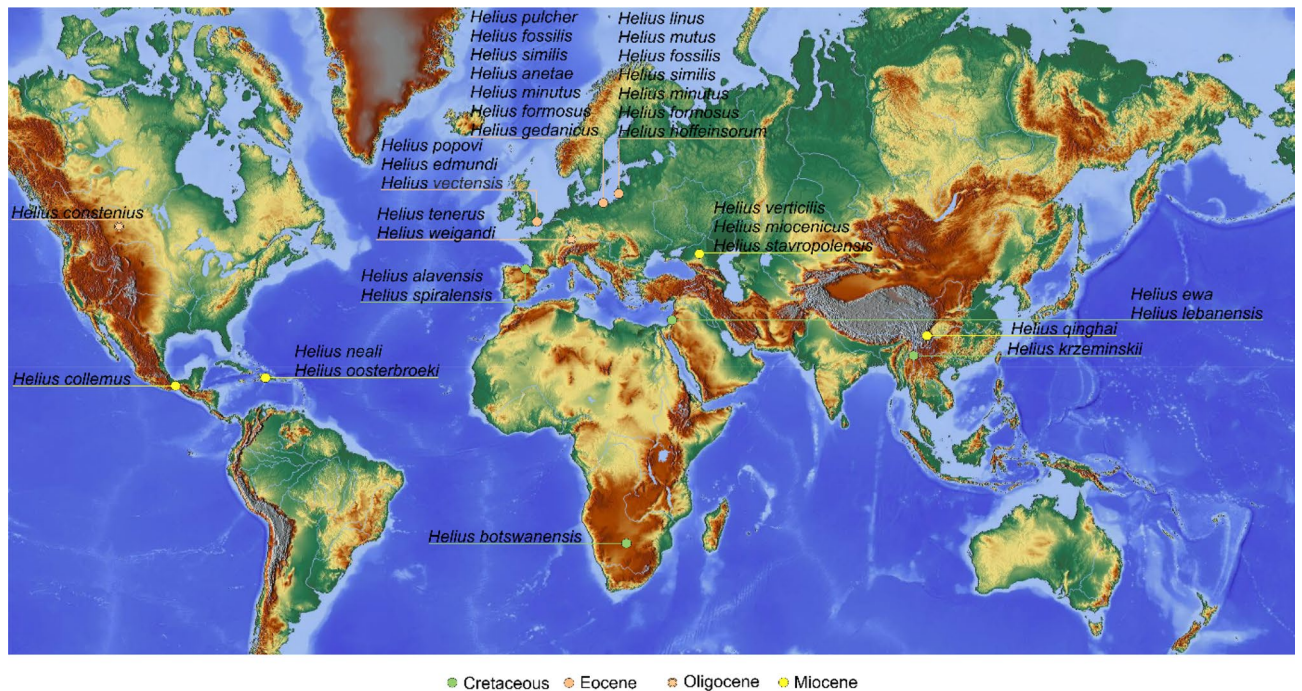 Helius pulcher
Helius fossilis
Helius similis
Helius anetae
Helius minutus
Helius formosus
Helius gedanicus
Helius linus
Helius mutus
Helius fossilis
Helius similis
Helius minutus
Helius formosus
Helius hoffeinsorum
Helius popovi
Helius edmundi
Helius vectensis
Helius constenius
Helius tenerus
Helius weigandi
Helius verticilis
Helius miocenicus
Helius stavropolensis
Helius alavensis
Helius spiralensis
Helius ewa
Helius lebanensis
Helius qinghai
Helius krzeminskii
Helius neali
Helius oosterbroeki
Helius collemus
Helius botswanensis
Cretaceous Eocene Oligocene Miocene